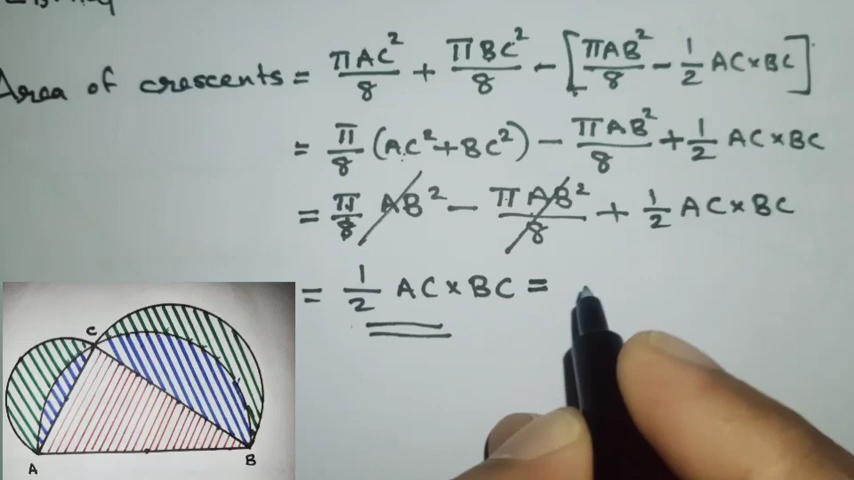 Area of crescents = πAC²/8 + πBC²/8 - [πAB²/8 - 1/2 AC×BC]
= π/8 (AC²+BC²) - πAB²/8 + 1/2 AC×BC
= π/8 AB² - πAB²/8 + 1/2 AC×BC
= 1/2 AC×BC =
C
A
B